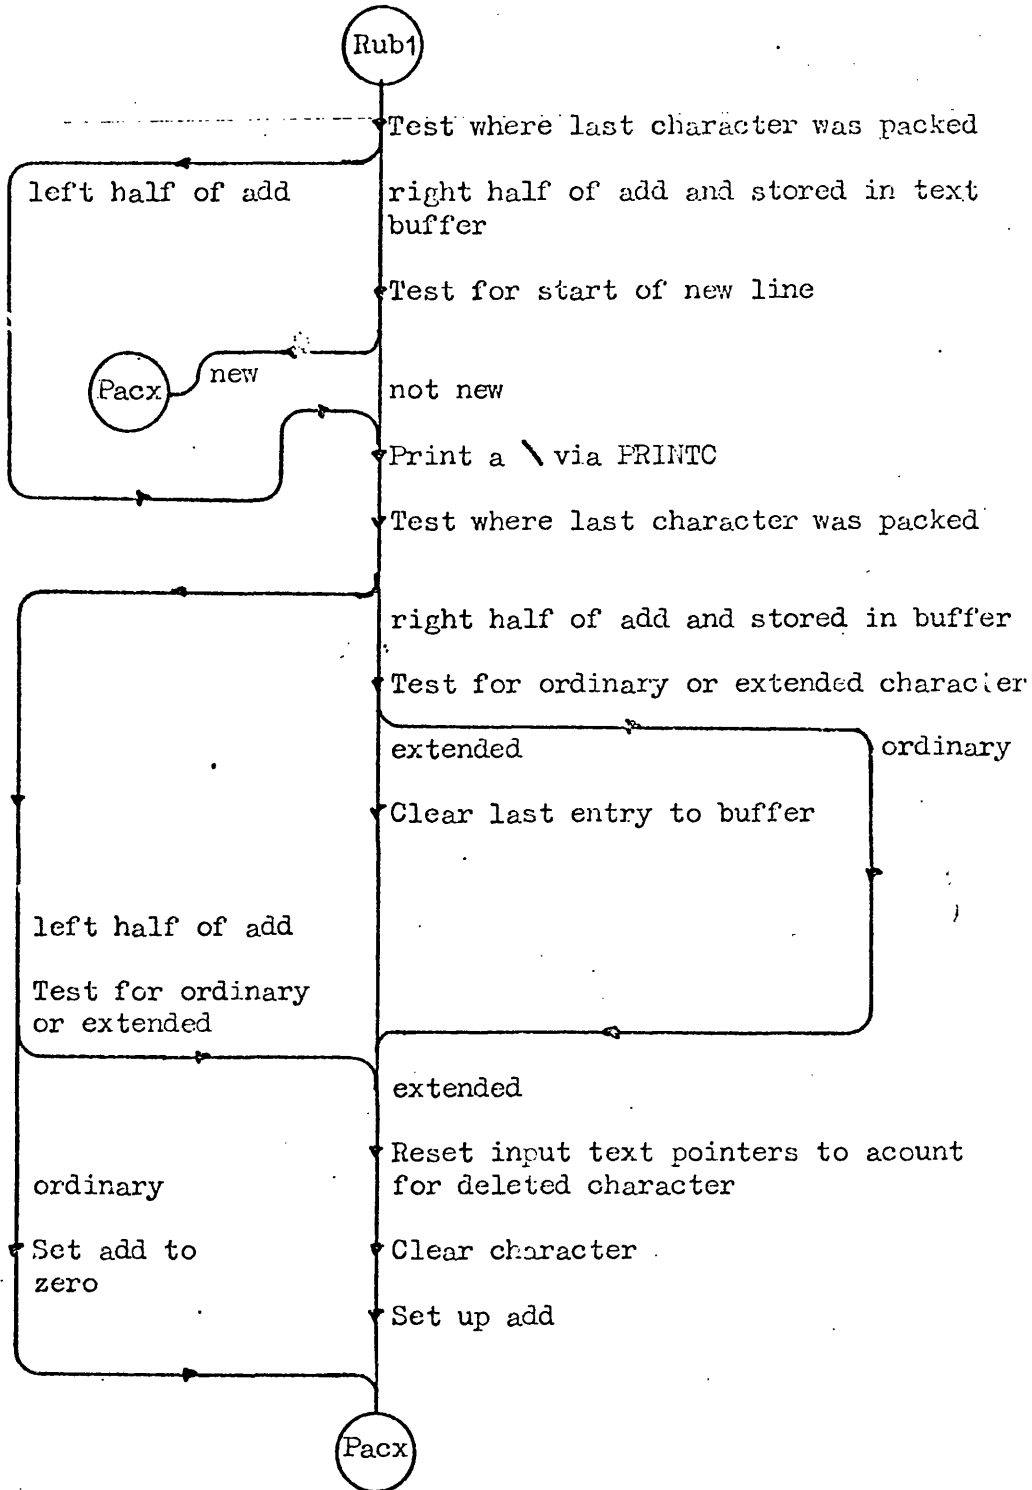 Rub1
Test where last character was packed
left half of add
right half of add and stored in text
buffer
Test for start of new line
new
Pacx
not new
Print a \ via PRINTC
Test where last character was packed
right half of add and stored in buffer
Test for ordinary or extended character
extended
ordinary
Clear last entry to buffer
left half of add
Test for ordinary
or extended
extended
Reset input text pointers to acount
for deleted character
ordinary
Set add to
zero
Clear character
Set up add
Pacx